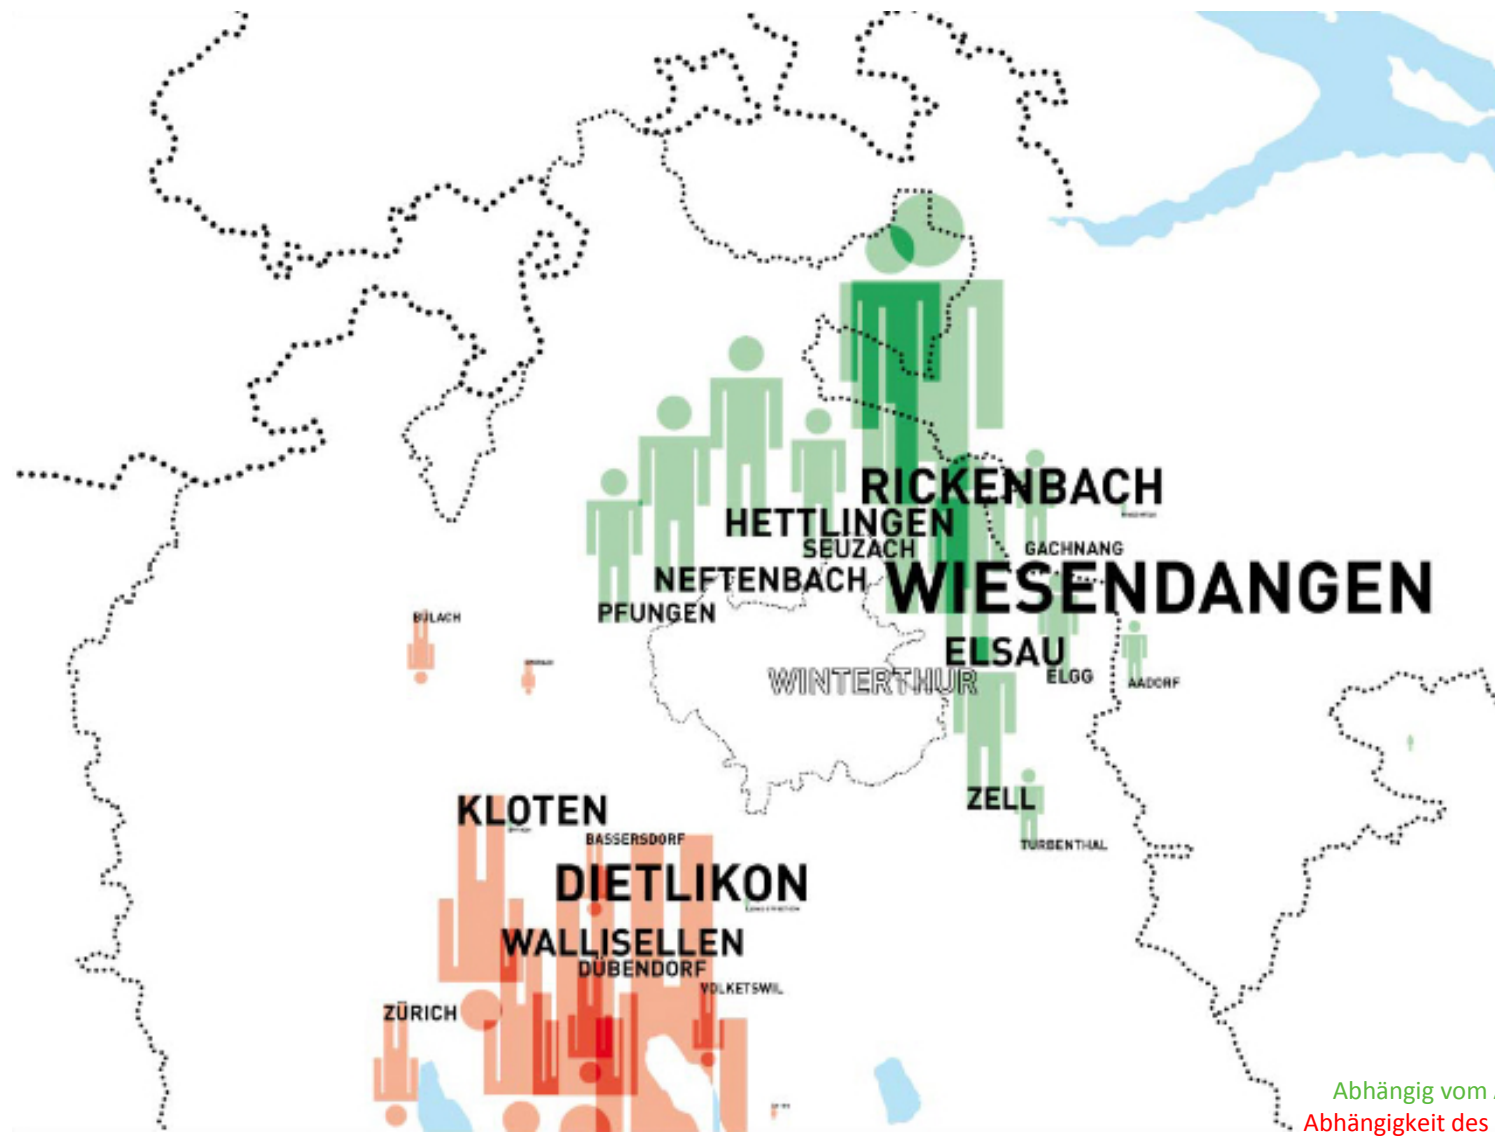 RICKENBACH
HETTLINGEN
SEUZACH
GACHNANG
NEFTENBACH
WIESENDANGEN
PFUNGEN
BÜLACH
ELSAU
WINTERTHUR
ELGG
AADORF
ZELL
KLOTEN
BASSERSDORF
TURBENTHAL
DIETLIKON
WALLISELLEN
DÜBENDORF
VOLKETSWIL
ZÜRICH
Abhängig vom
Abhängigkeit des